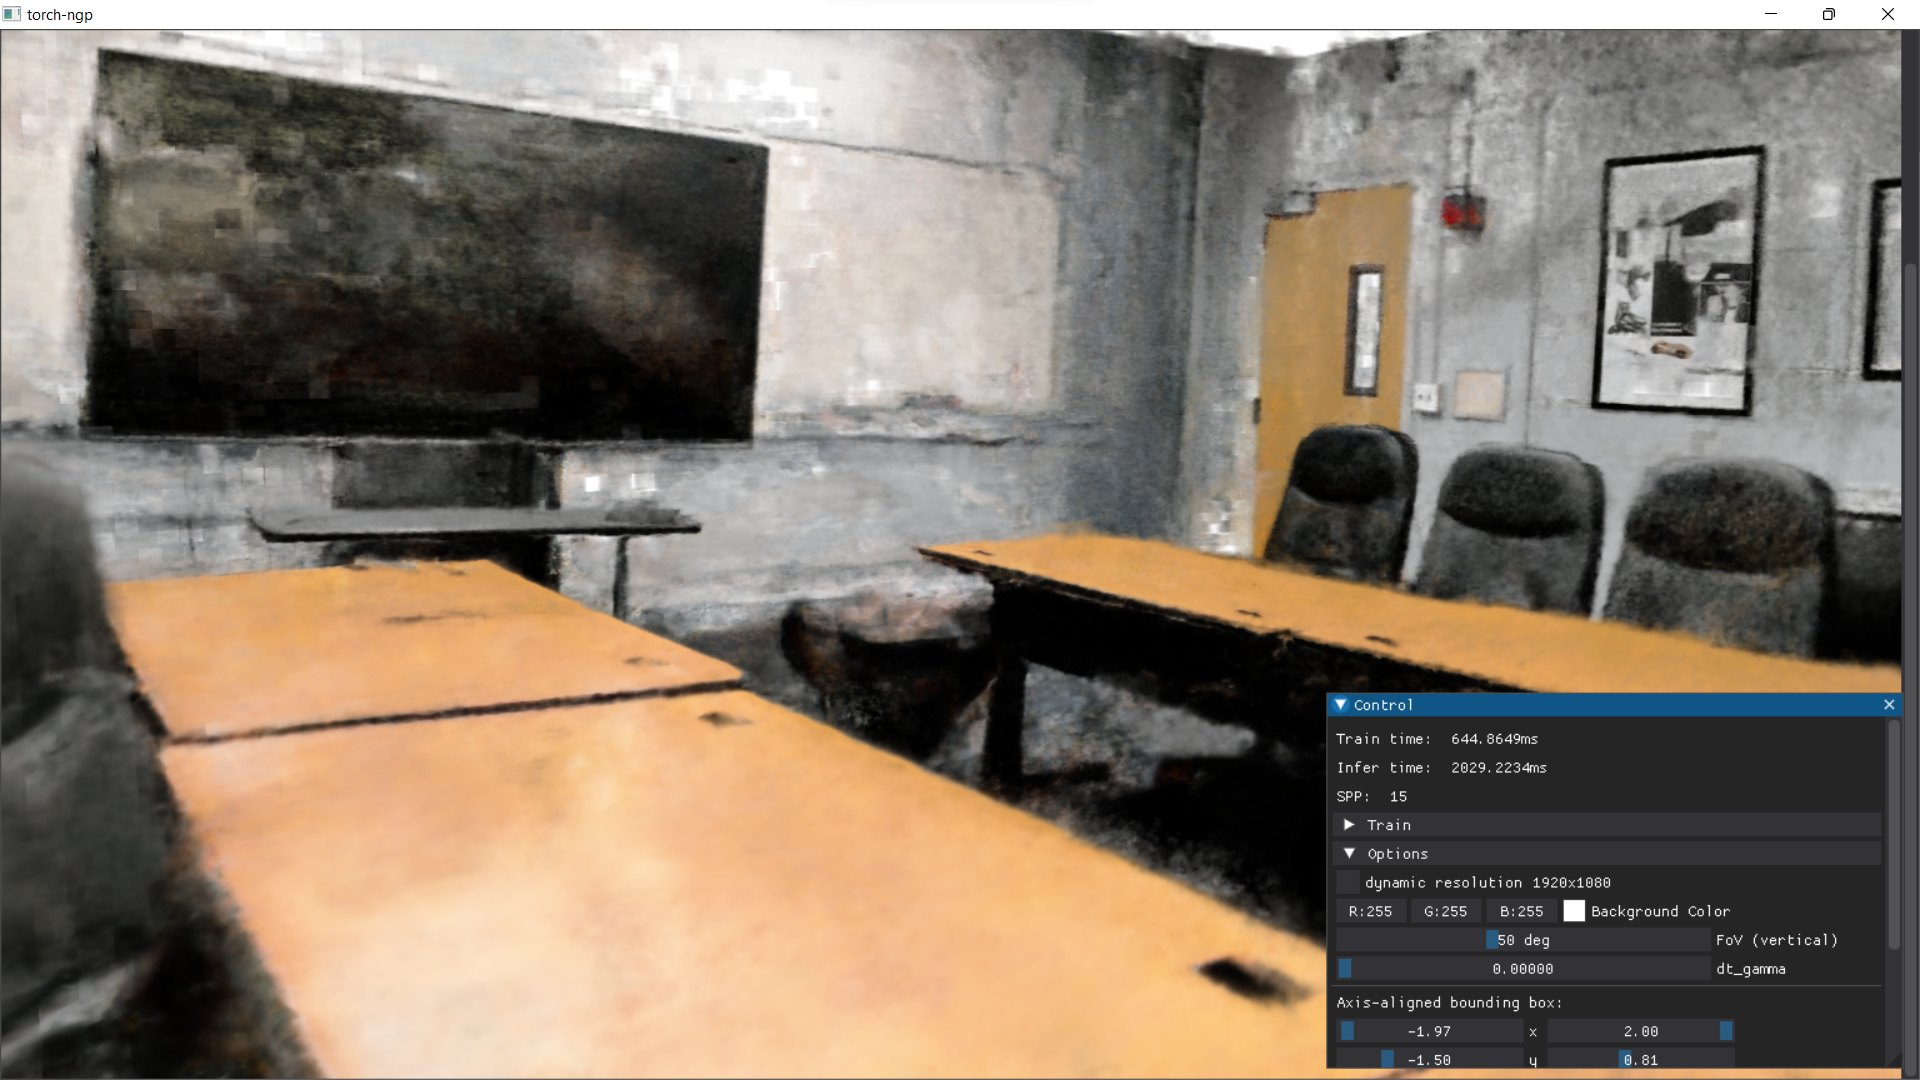 torch-ngp
Control
Train time: 644.8649ms
Infer time: 2029.2234ms
SPP: 15
Train
Options
dynamic resolution 1920x1080
R:255 G:255 B:255 Background Color
50 deg FoV (vertical)
0.00000 dt_gamma
Axis-aligned bounding box:
-1.97 x 2.00
-1.50 y 0.81